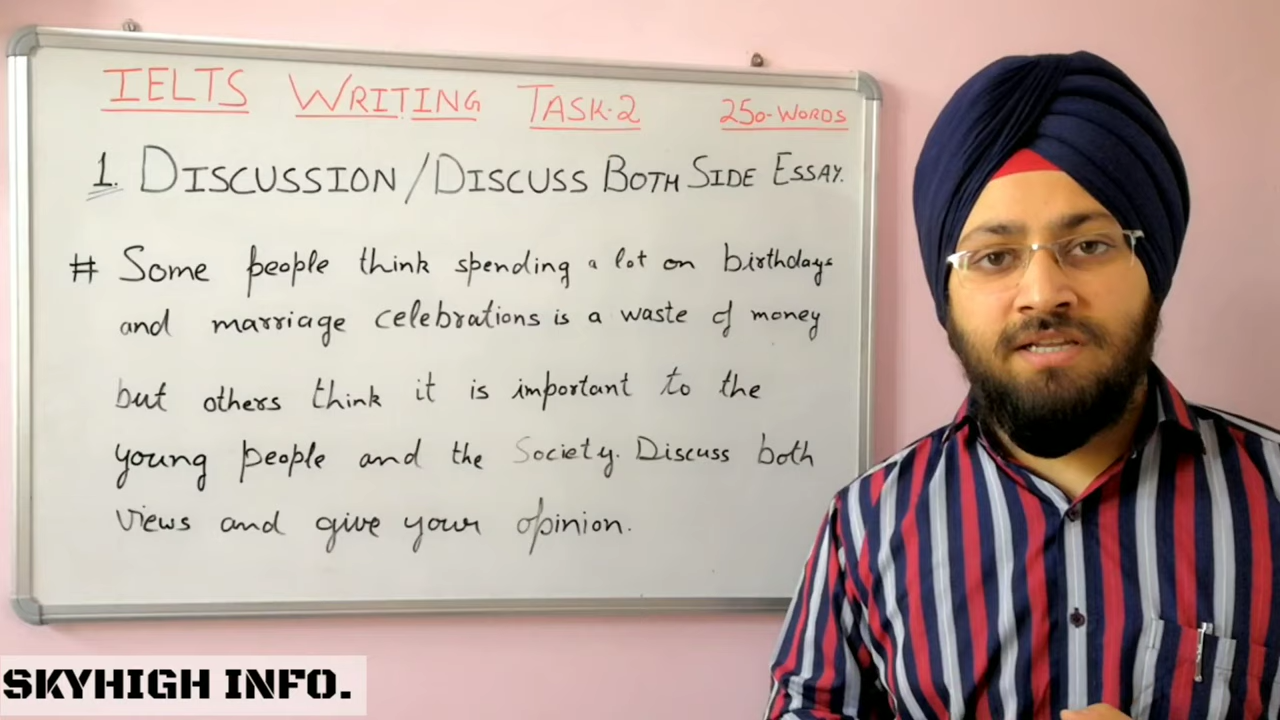 IELTS WRITING TASK-2 250-WORDS
1. DISCUSSION / DISCUSS BOTH SIDE ESSAY.
# Some people think spending a lot on birthdays
and marriage celebrations is a waste of money
but others think it is important to the
young people and the Society. Discuss both
views and give your opinion.
SKYHIGH INFO.